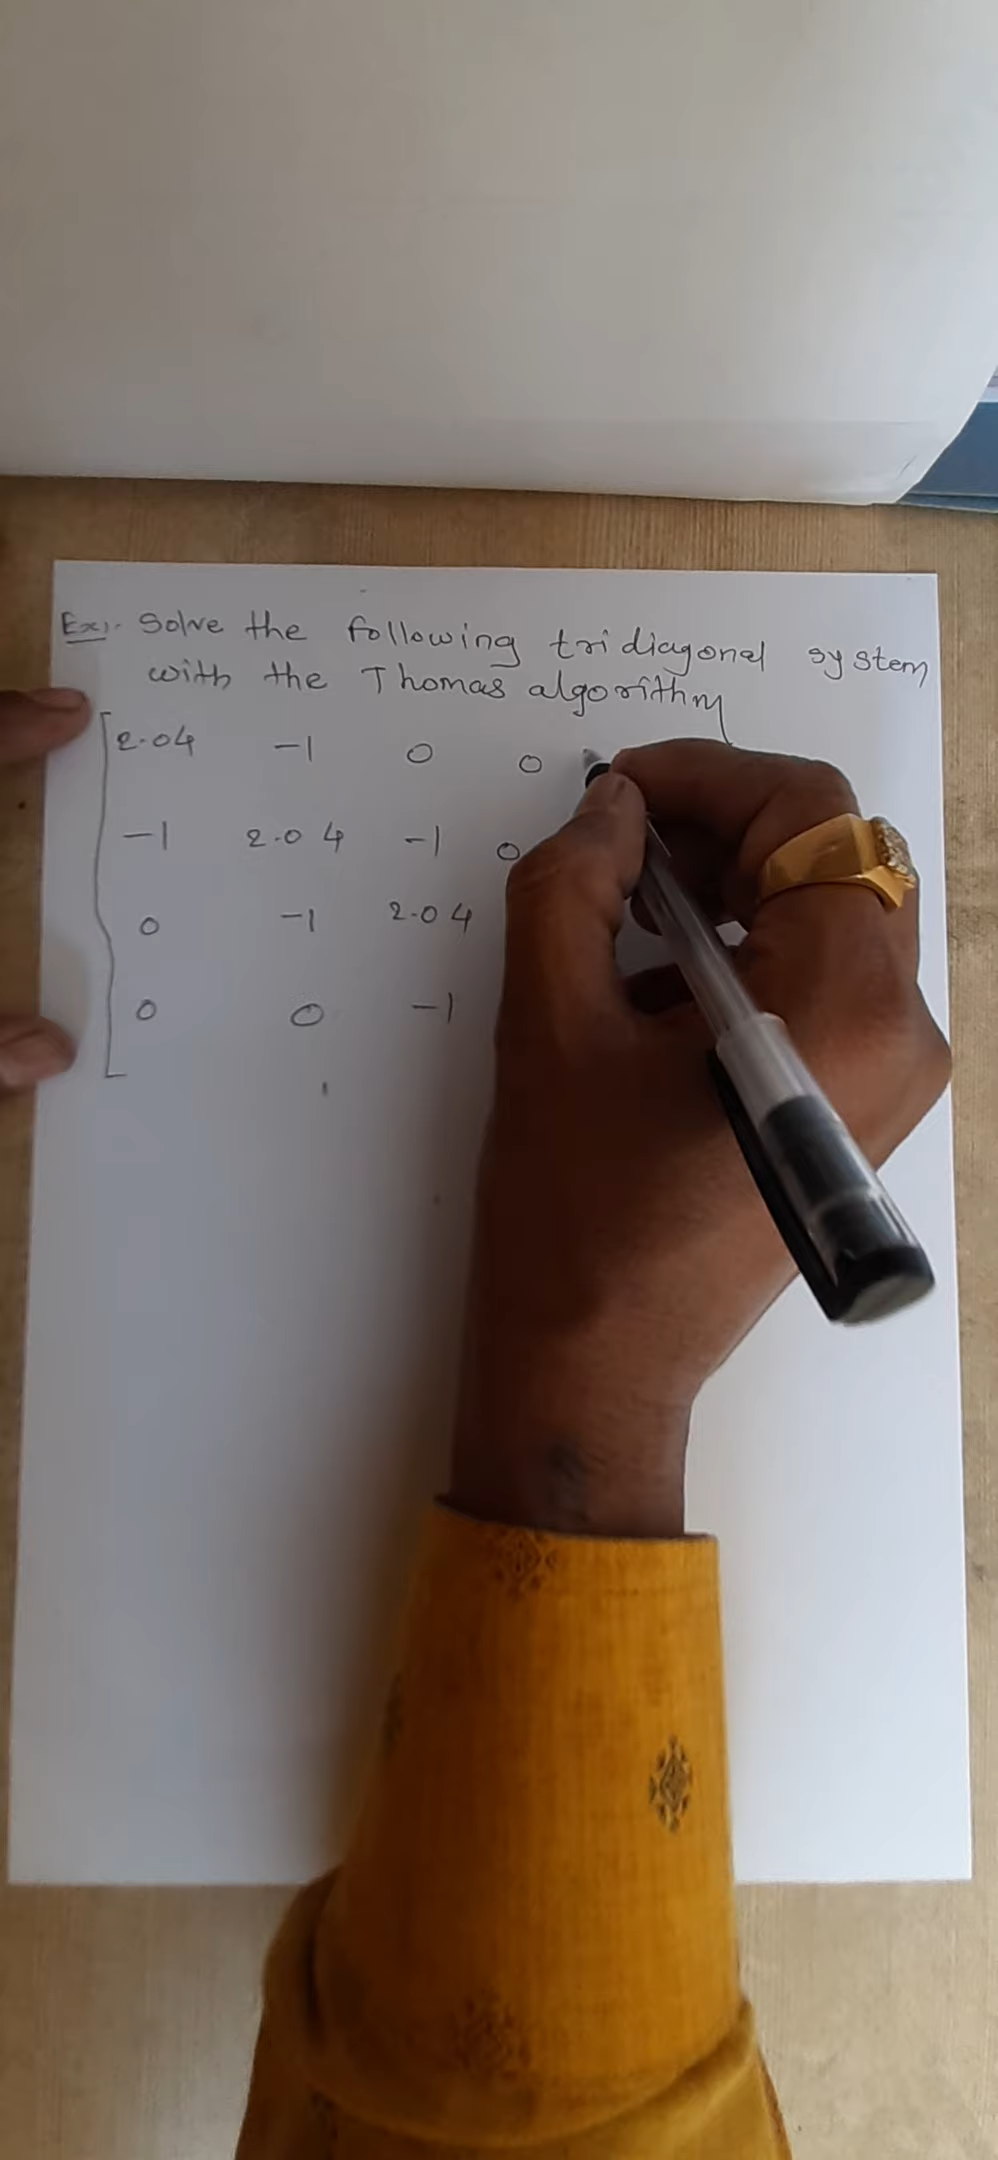 Ex). Solve the following tridiagonal system
with the Thomas algorithm
2.04 -1 0 0
-1 2.04 -1 0
0 -1 2.04
0 0 -1